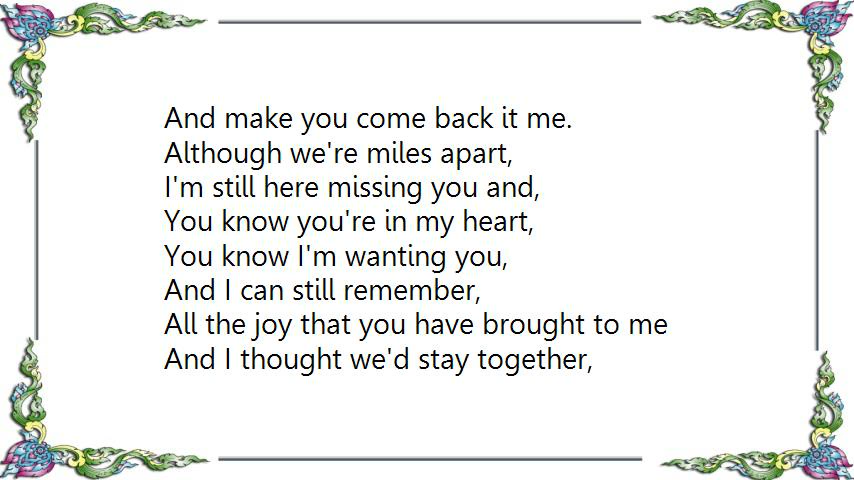 And make you come back it me.
Although we're miles apart,
I'm still here missing you and,
You know you're in my heart,
You know I'm wanting you,
And I can still remember,
All the joy that you have brought to me
And I thought we'd stay together,